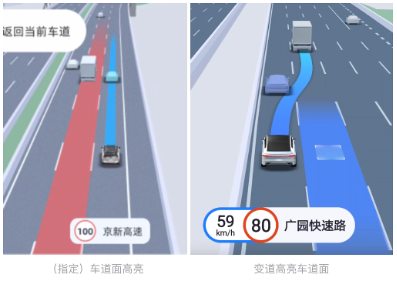 返回当前车道
100 京新高速
59
km/h
80
广园快速路
（指定）车道面高亮
变道高亮车道面